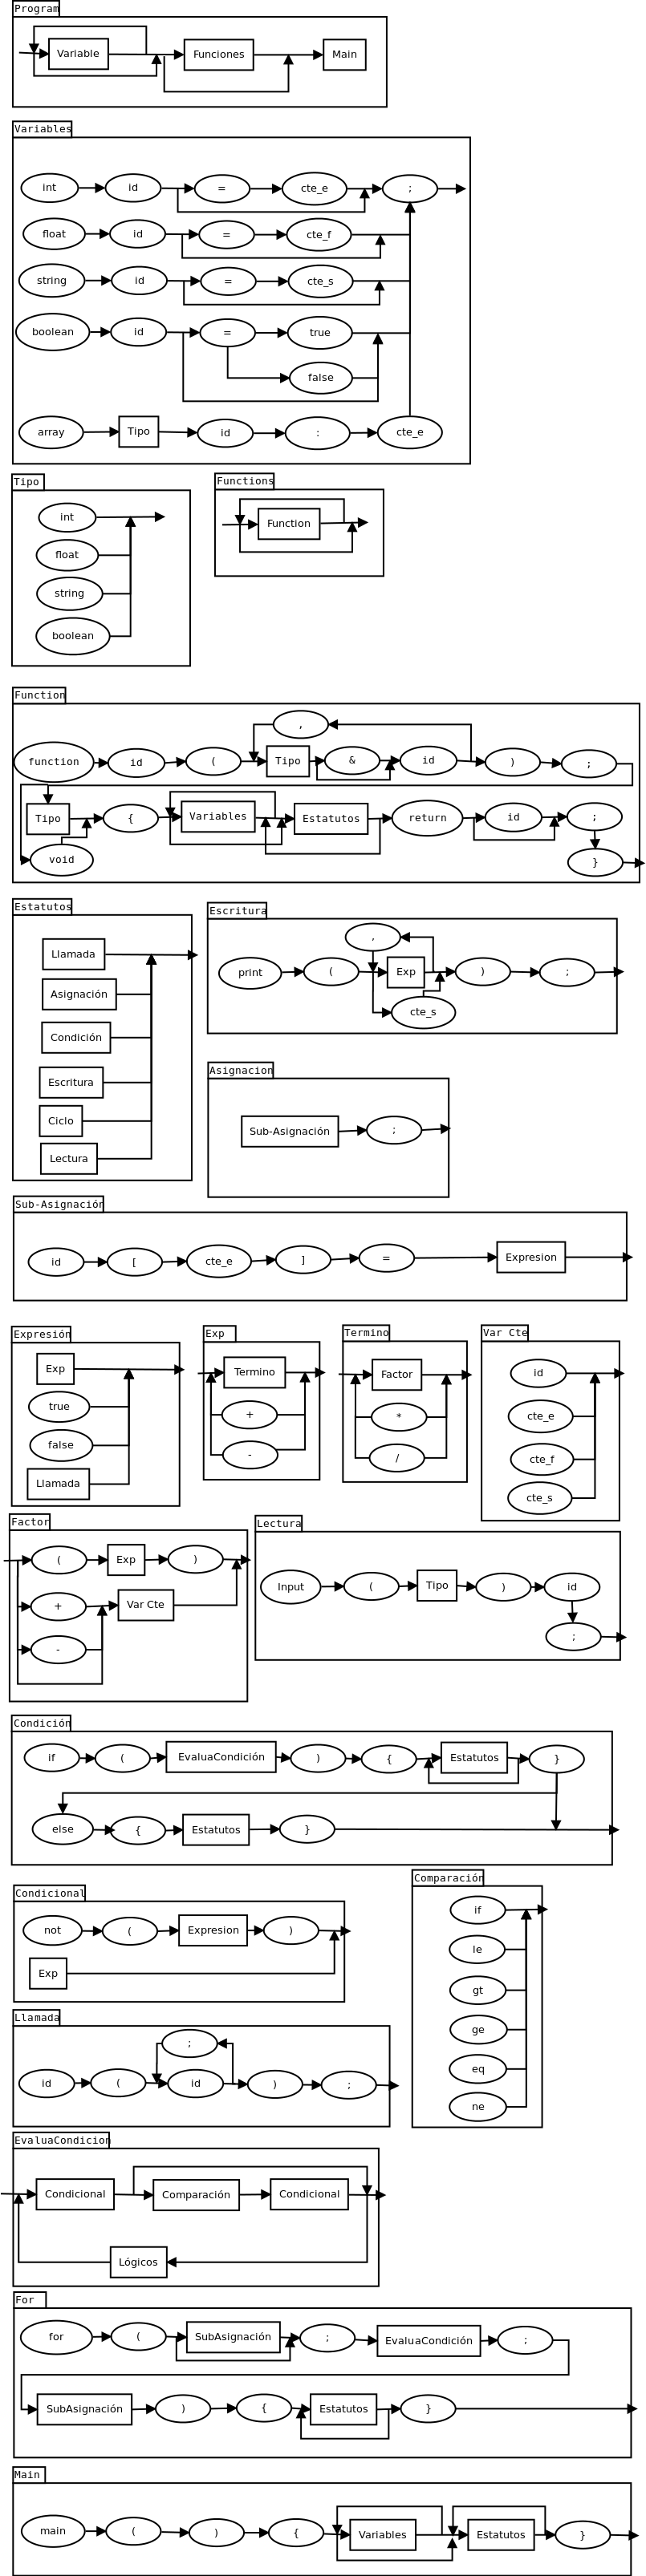 Program
Variable Funciones Main
Variables
int id = cte_e ;
float id = cte_f
string id = cte_s
boolean id = true
false
array Tipo id : cte_e
Tipo
int
float
string
boolean
Functions
Function
Function
,
function id ( Tipo & id ) ;
Tipo { Variables Estatutos return id ;
void }
Estatutos
Llamada
Asignación
Condición
Escritura
Ciclo
Lectura
Escritura
,
print ( Exp ) ;
cte_s
Asignacion
Sub-Asignación ;
Sub-Asignación
id [ cte_e ] = Expresion
Expresión
Exp
true
false
Llamada
Exp
Termino
+
-
Termino
Factor
*
/
Var Cte
id
cte_e
cte_f
cte_s
Factor
( Exp )
+ Var Cte
-
Lectura
Input ( Tipo ) id
;
Condición
if ( EvaluaCondición ) { Estatutos }
else { Estatutos }
Condicional
not ( Expresion )
Exp
Comparación
if
le
gt
ge
eq
ne
Llamada
;
id ( id ) ;
EvaluaCondicion
Condicional Comparación Condicional
Lógicos
For
for ( SubAsignación ; EvaluaCondición ;
SubAsignación ) { Estatutos }
Main
main ( ) { Variables Estatutos }